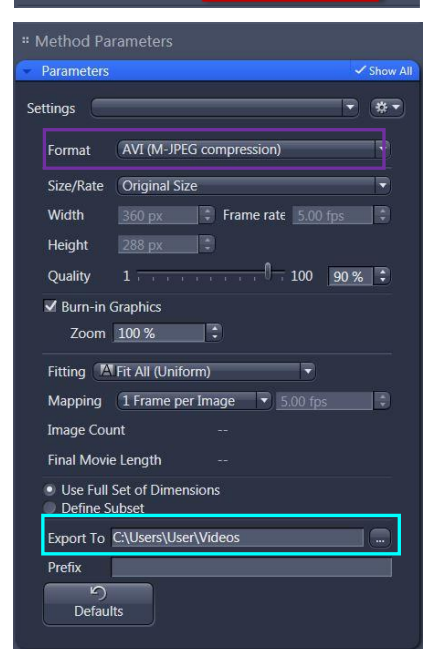 Method Parameters
Parameters Show All
Settings
Format AVI (M-JPEG compression)
Size/Rate Original Size
Width 360 px Frame rate 5.00 fps
Height 288 px
Quality 1 100 90 %
Burn-in Graphics
Zoom 100 %
Fitting A Fit All (Uniform)
Mapping 1 Frame per Image 5.00 fps
Image Count --
Final Movie Length --
Use Full Set of Dimensions
Define Subset
Export To C:\Users\User\Videos ...
Prefix
Defaults